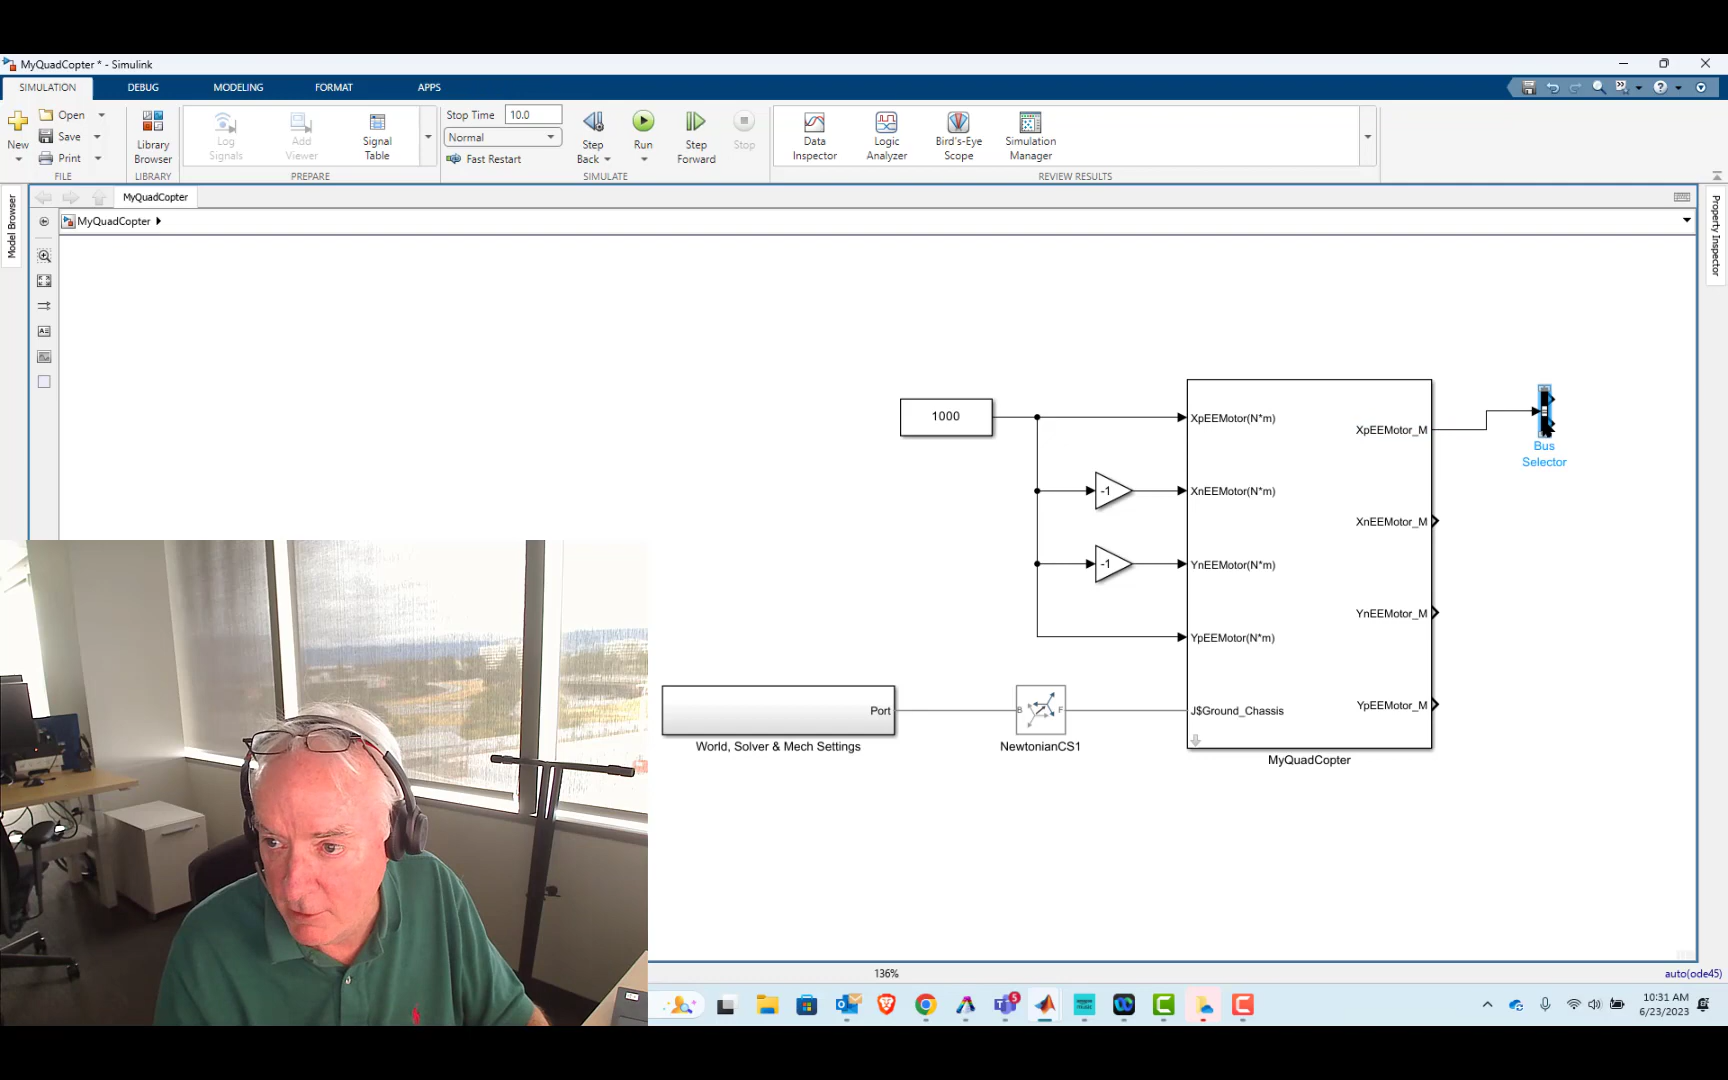 MyQuadCopter * - Simulink
SIMULATION
DEBUG
MODELING
FORMAT
APPS
New
Open
Save
Print
FILE
Library
Browser
LIBRARY
Log
Signals
Add
Viewer
Signal
Table
PREPARE
Stop Time
10.0
Normal
Fast Restart
Step
Back
Run
Step
Forward
Stop
SIMULATE
Data
Inspector
Logic
Analyzer
Bird's-Eye
Scope
Simulation
Manager
REVIEW RESULTS
Model Browser
MyQuadCopter
MyQuadCopter
Property Inspector
1000
-1
-1
XpEEMotor(N*m)
XnEEMotor(N*m)
YnEEMotor(N*m)
YpEEMotor(N*m)
J$Ground_Chassis
XpEEMotor_M
XnEEMotor_M
YnEEMotor_M
YpEEMotor_M
MyQuadCopter
Bus
Selector
Port
World, Solver & Mech Settings
B
F
NewtonianCS1
136%
auto(ode45)
5
10:31 AM
6/23/2023